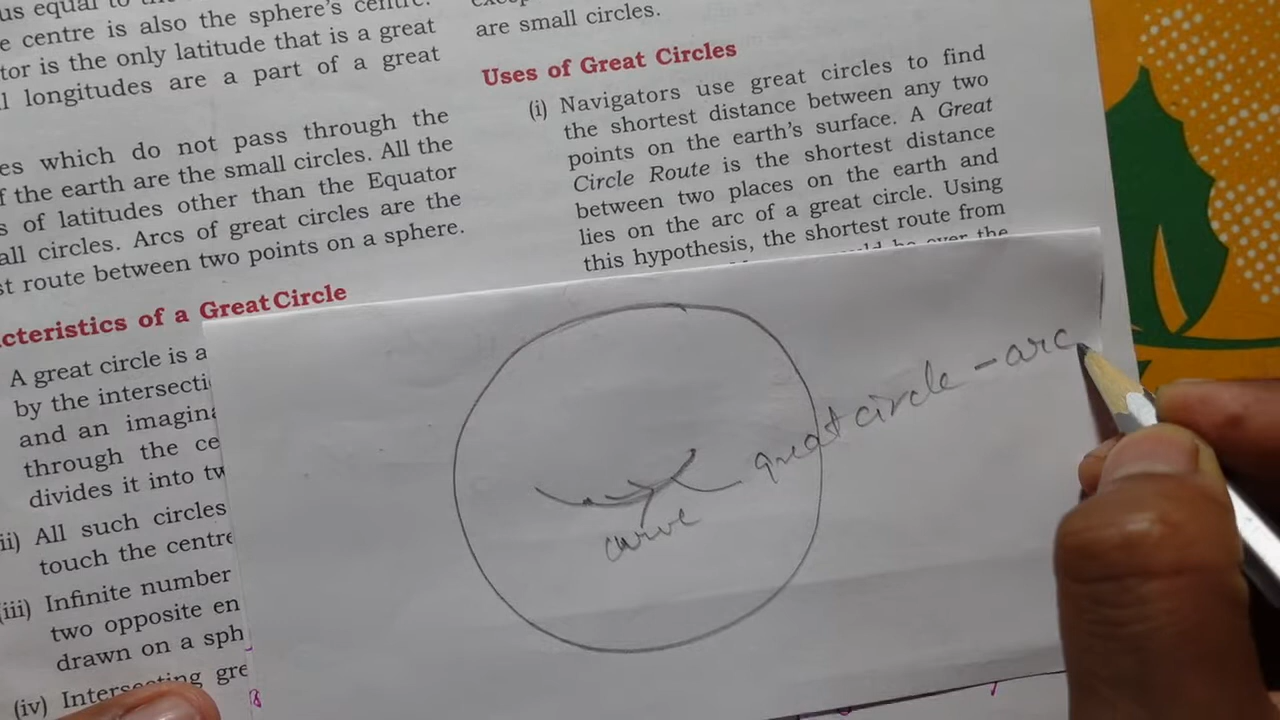 us equal to
e centre is also the sphere's centre.
tor is the only latitude that is a great
l longitudes are a part of a great
es which do not pass through the
f the earth are the small circles. All the
s of latitudes other than the Equator
all circles. Arcs of great circles are the
st route between two points on a sphere.
cteristics of a Great Circle
A great circle is a
by the intersecti
and an imagina
through the ce
divides it into tw
ii) All such circles
touch the centre
(iii) Infinite number
two opposite en
drawn on a sph
(iv) Intersecting gre
are small circles.
Uses of Great Circles
(i) Navigators use great circles to find
the shortest distance between any two
points on the earth's surface. A Great
Circle Route is the shortest distance
between two places on the earth and
lies on the arc of a great circle. Using
this hypothesis, the shortest route from
be over the
great circle - arc
curve